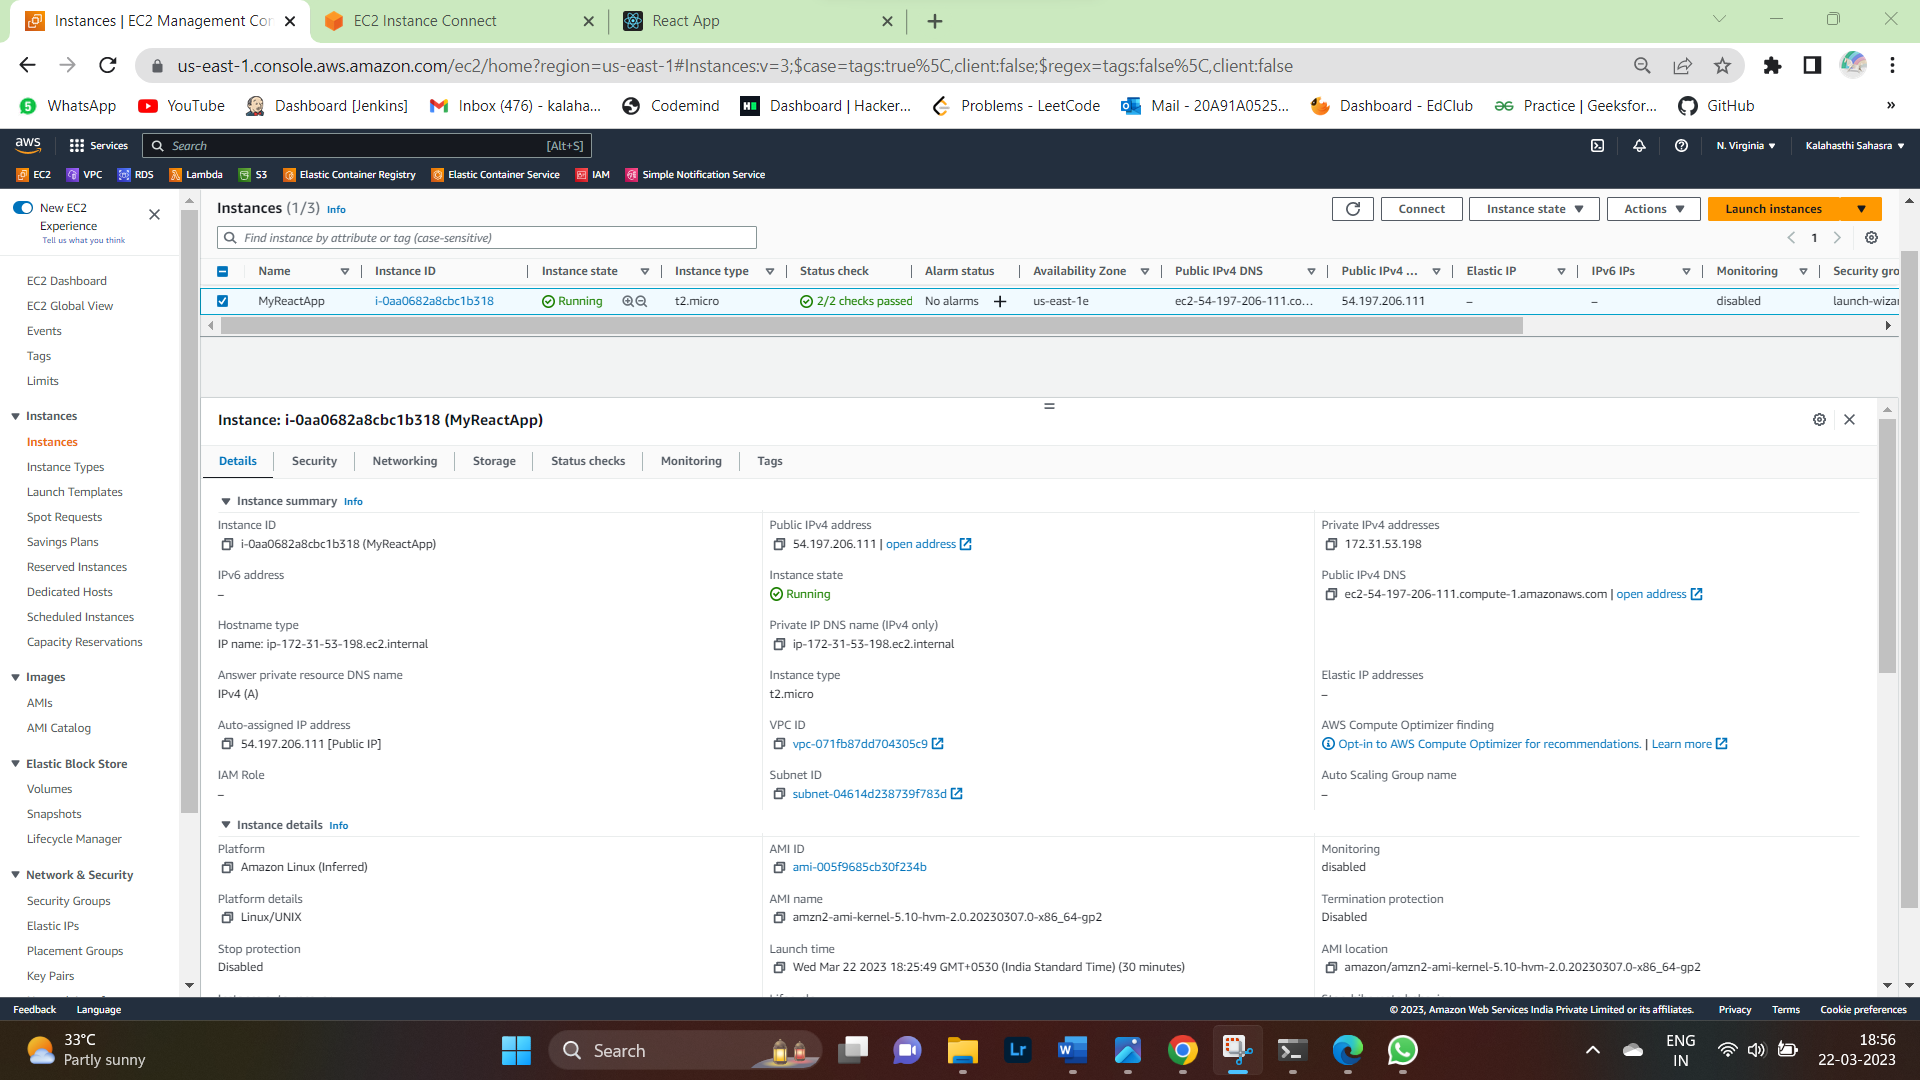 Instances | EC2 Management Con
EC2 Instance Connect
React App
us-east-1.console.aws.amazon.com/ec2/home?region=us-east-1#Instances:v=3;$case=tags:true%5C,client:false;$regex=tags:false%5C,client:false
WhatsApp
YouTube
Dashboard [Jenkins]
Inbox (476) - kalaha...
Codemind
Dashboard | Hacker...
Problems - LeetCode
Mail - 20A91A0525...
Dashboard - EdClub
Practice | Geeksfor...
GitHub
»
aws
Services
Search
[Alt+S]
N. Virginia
Kalahasthi Sahasra
EC2
VPC
RDS
Lambda
S3
Elastic Container Registry
Elastic Container Service
IAM
Simple Notification Service
New EC2
Experience
Tell us what you think
EC2 Dashboard
EC2 Global View
Events
Tags
Limits
Instances
Instances
Instance Types
Launch Templates
Spot Requests
Savings Plans
Reserved Instances
Dedicated Hosts
Scheduled Instances
Capacity Reservations
Images
AMIs
AMI Catalog
Elastic Block Store
Volumes
Snapshots
Lifecycle Manager
Network & Security
Security Groups
Elastic IPs
Placement Groups
Key Pairs
Instances (1/3) Info
Connect
Instance state
Actions
Launch instances
Find instance by attribute or tag (case-sensitive)
1
Name
Instance ID
Instance state
Instance type
Status check
Alarm status
Availability Zone
Public IPv4 DNS
Public IPv4 ...
Elastic IP
IPv6 IPs
Monitoring
Security gro
MyReactApp
i-0aa0682a8cbc1b318
Running
t2.micro
2/2 checks passed
No alarms
us-east-1e
ec2-54-197-206-111.co...
54.197.206.111
–
–
disabled
launch-wizar
Instance: i-0aa0682a8cbc1b318 (MyReactApp)
Details
Security
Networking
Storage
Status checks
Monitoring
Tags
Instance summary Info
Instance ID
i-0aa0682a8cbc1b318 (MyReactApp)
Public IPv4 address
54.197.206.111 | open address
Private IPv4 addresses
172.31.53.198
IPv6 address
–
Instance state
Running
Public IPv4 DNS
ec2-54-197-206-111.compute-1.amazonaws.com | open address
Hostname type
IP name: ip-172-31-53-198.ec2.internal
Private IP DNS name (IPv4 only)
ip-172-31-53-198.ec2.internal
Answer private resource DNS name
IPv4 (A)
Instance type
t2.micro
Elastic IP addresses
–
Auto-assigned IP address
54.197.206.111 [Public IP]
VPC ID
vpc-071fb87dd704305c9
AWS Compute Optimizer finding
Opt-in to AWS Compute Optimizer for recommendations. | Learn more
IAM Role
–
Subnet ID
subnet-04614d238739f783d
Auto Scaling Group name
–
Instance details Info
Platform
Amazon Linux (Inferred)
AMI ID
ami-005f9685cb30f234b
Monitoring
disabled
Platform details
Linux/UNIX
AMI name
amzn2-ami-kernel-5.10-hvm-2.0.20230307.0-x86_64-gp2
Termination protection
Disabled
Stop protection
Disabled
Launch time
Wed Mar 22 2023 18:25:49 GMT+0530 (India Standard Time) (30 minutes)
AMI location
amazon/amzn2-ami-kernel-5.10-hvm-2.0.20230307.0-x86_64-gp2
Feedback
Language
© 2023, Amazon Web Services India Private Limited or its affiliates.
Privacy
Terms
Cookie preferences
33°C
Partly sunny
Search
Lr
ENG
IN
18:56
22-03-2023